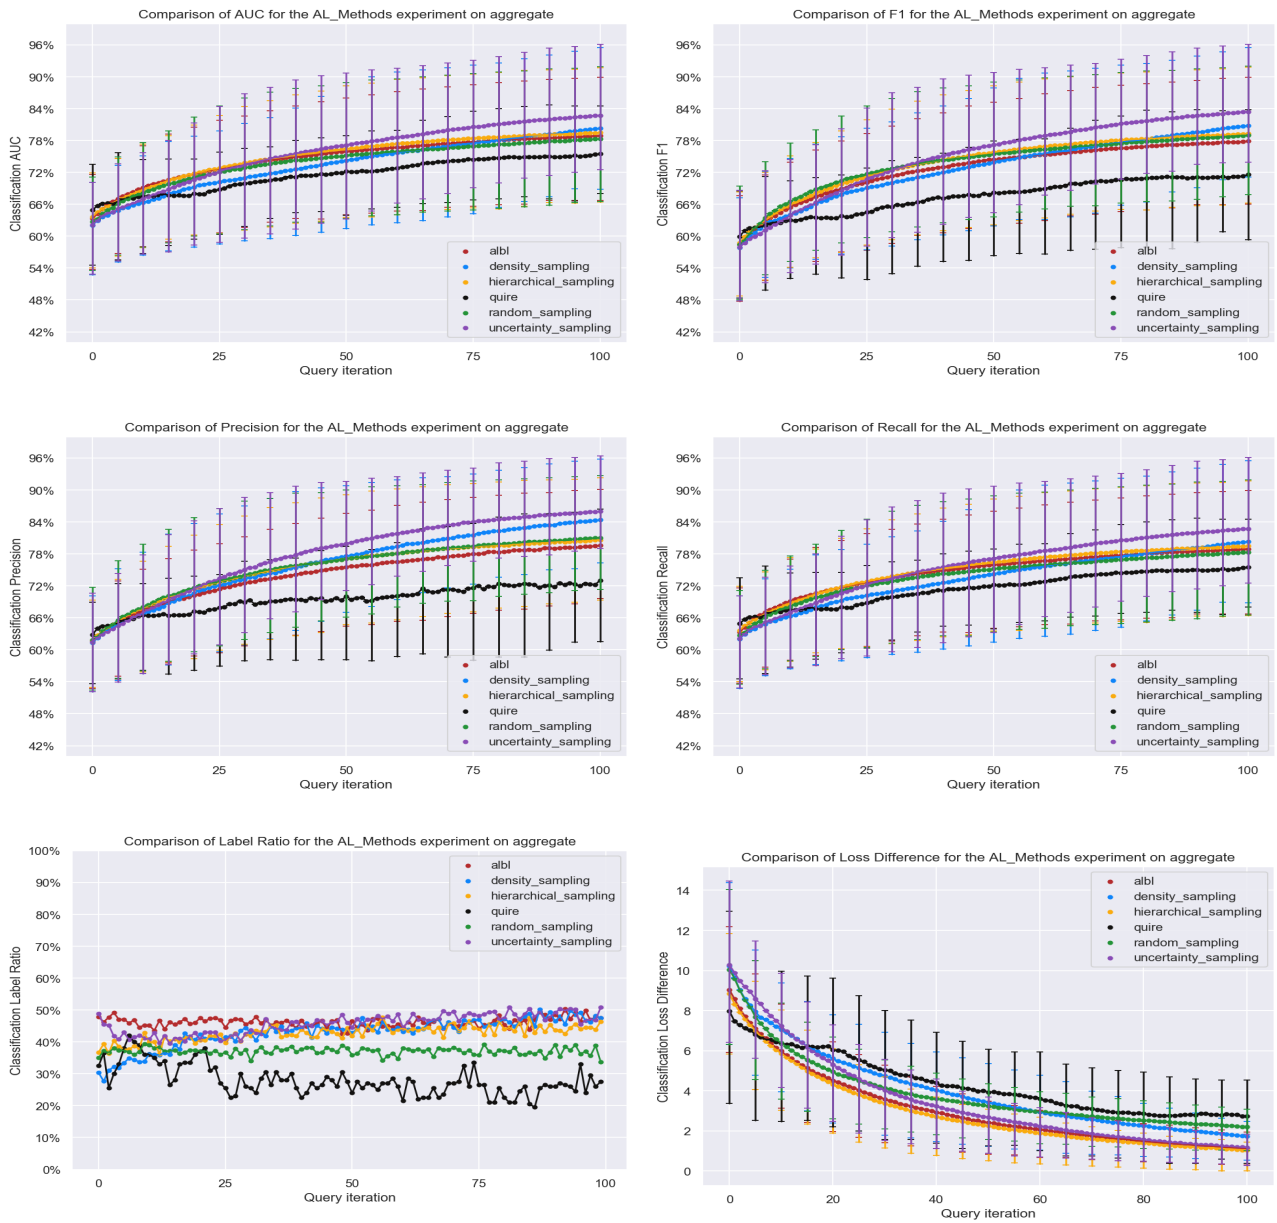 Comparison of AUC for the AL_Methods experiment on aggregate
Classification AUC
96%
90%
84%
78%
72%
66%
60%
54%
48%
42%
albl
density_sampling
hierarchical_sampling
quire
random_sampling
uncertainty_sampling
0 25 50 75 100
Query iteration
Comparison of F1 for the AL_Methods experiment on aggregate
Classification F1
96%
90%
84%
78%
72%
66%
60%
54%
48%
42%
albl
density_sampling
hierarchical_sampling
quire
random_sampling
uncertainty_sampling
0 25 50 75 100
Query iteration
Comparison of Precision for the AL_Methods experiment on aggregate
Classification Precision
96%
90%
84%
78%
72%
66%
60%
54%
48%
42%
albl
density_sampling
hierarchical_sampling
quire
random_sampling
uncertainty_sampling
0 25 50 75 100
Query iteration
Comparison of Recall for the AL_Methods experiment on aggregate
Classification Recall
96%
90%
84%
78%
72%
66%
60%
54%
48%
42%
albl
density_sampling
hierarchical_sampling
quire
random_sampling
uncertainty_sampling
0 25 50 75 100
Query iteration
Comparison of Label Ratio for the AL_Methods experiment on aggregate
Classification Label Ratio
100%
90%
80%
70%
60%
50%
40%
30%
20%
10%
0%
albl
density_sampling
hierarchical_sampling
quire
random_sampling
uncertainty_sampling
0 25 50 75 100
Query iteration
Comparison of Loss Difference for the AL_Methods experiment on aggregate
Classification Loss Difference
14
12
10
8
6
4
2
0
albl
density_sampling
hierarchical_sampling
quire
random_sampling
uncertainty_sampling
0 20 40 60 80 100
Query iteration